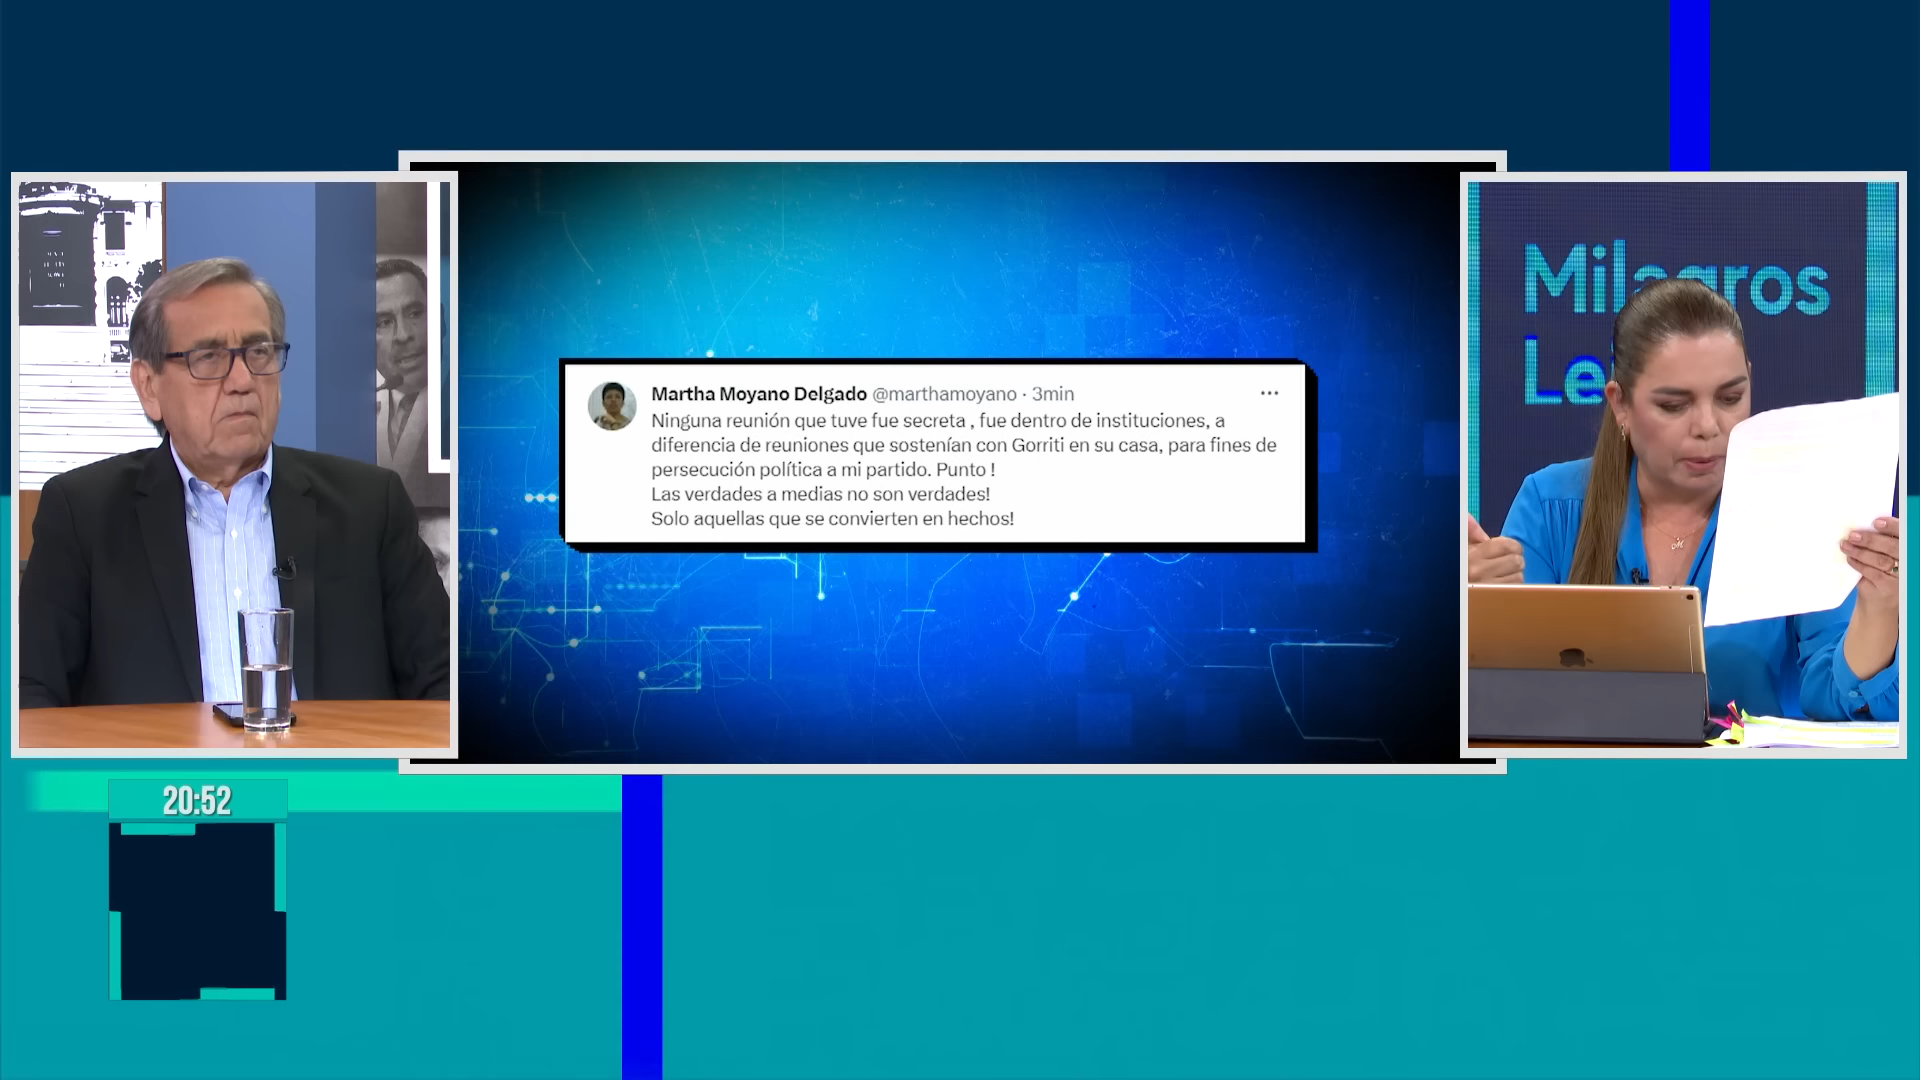 Martha Moyano Delgado @marthamoyano · 3min
Ninguna reunión que tuve fue secreta , fue dentro de instituciones, a
diferencia de reuniones que sostenían con Gorriti en su casa, para fines de
persecución política a mi partido. Punto !
Las verdades a medias no son verdades!
Solo aquellas que se convierten en hechos!
Milagros
Le
20:52